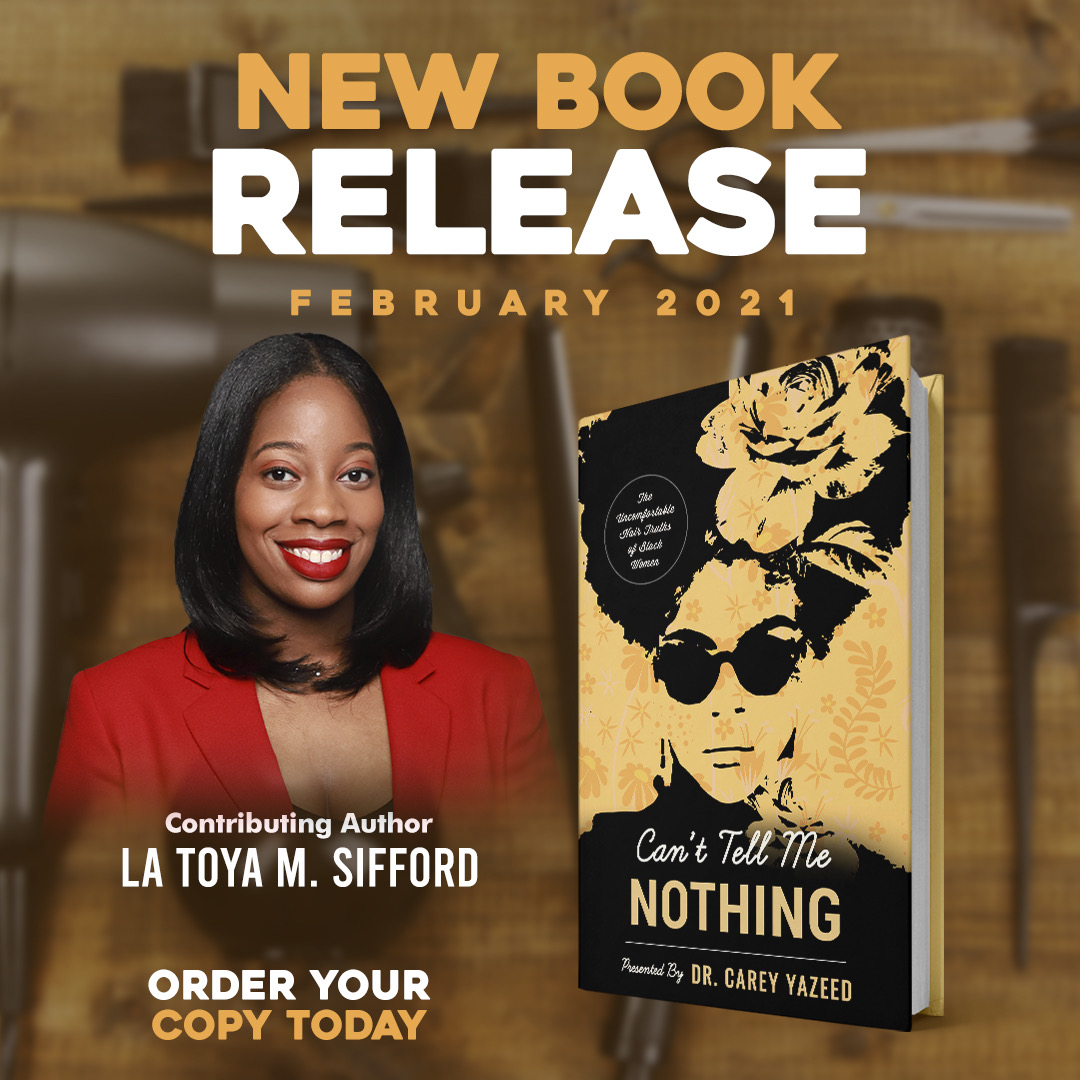 NEW BOOK
RELEASE
FEBRUARY 2021
The
Uncomfortable
Hair Truths
of Black
Women
Can't Tell Me
NOTHING
Presented By DR. CAREY YAZEED
Contributing Author
LA TOYA M. SIFFORD
ORDER YOUR
COPY TODAY